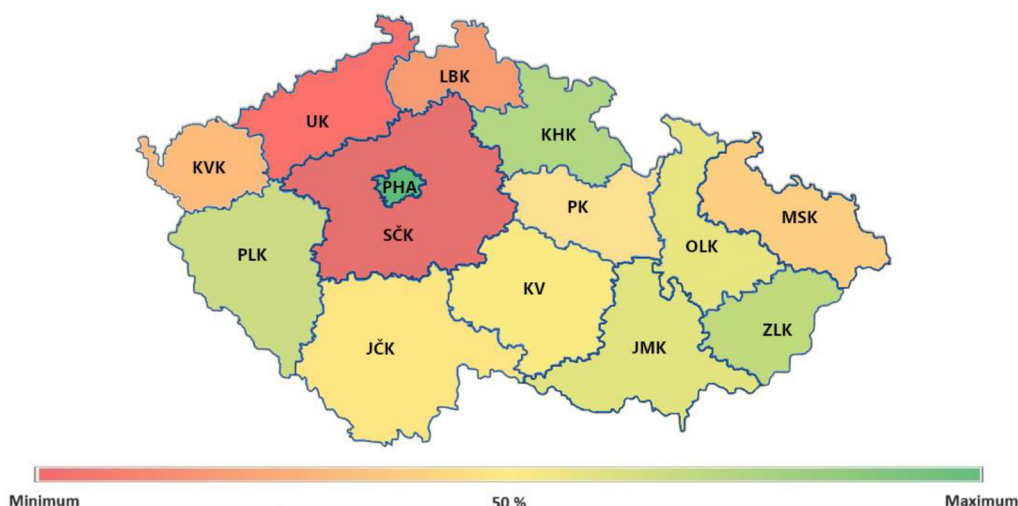 LBK
UK
KHK
KVK
PHA
PK
MSK
SČK
OLK
PLK
KV
ZLK
JČK
JMK
Minimum
50 %
Maximum